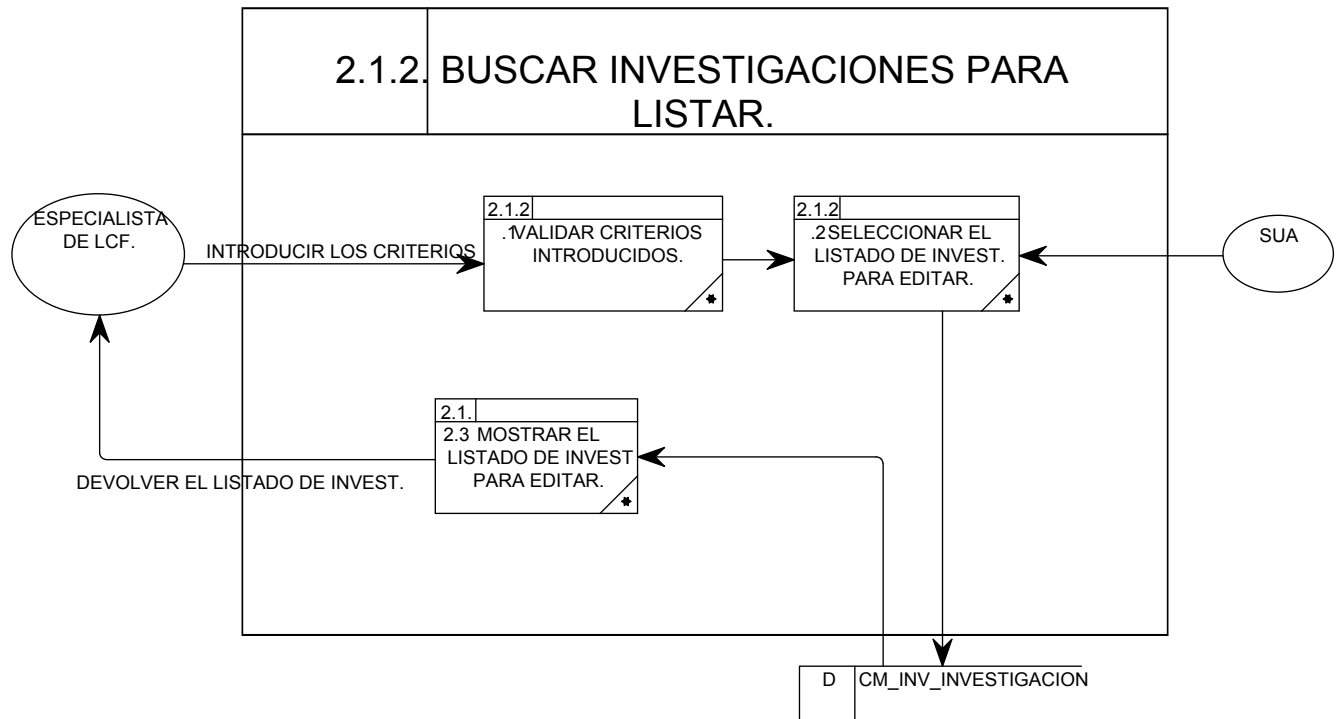 2.1.2. BUSCAR INVESTIGACIONES PARA
LISTAR.
ESPECIALISTA
DE LCF.
INTRODUCIR LOS CRITERIOS
2.1.2
.1VALIDAR CRITERIOS
INTRODUCIDOS.
2.1.2
.2SELECCIONAR EL
LISTADO DE INVEST.
PARA EDITAR.
SUA
2.1.
2.3 MOSTRAR EL
LISTADO DE INVEST
PARA EDITAR.
DEVOLVER EL LISTADO DE INVEST.
D CM_INV_INVESTIGACION